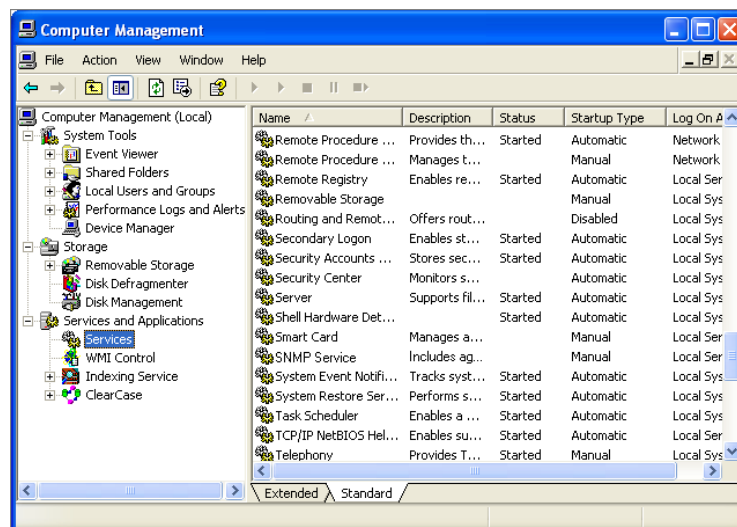 Computer Management
File Action View Window Help
Computer Management (Local)
System Tools
Event Viewer
Shared Folders
Local Users and Groups
Performance Logs and Alerts
Device Manager
Storage
Removable Storage
Disk Defragmenter
Disk Management
Services and Applications
Services
WMI Control
Indexing Service
ClearCase
Name Description Status Startup Type Log On A
Remote Procedure ... Provides th... Started Automatic Network
Remote Procedure ... Manages t... Manual Network
Remote Registry Enables re... Started Automatic Local Ser
Removable Storage Manual Local Sys
Routing and Remot... Offers rout... Disabled Local Sys
Secondary Logon Enables st... Started Automatic Local Sys
Security Accounts ... Stores sec... Started Automatic Local Sys
Security Center Monitors s... Automatic Local Sys
Server Supports fil... Started Automatic Local Sys
Shell Hardware Det... Started Automatic Local Sys
Smart Card Manages a... Manual Local Ser
SNMP Service Includes ag... Manual Local Ser
System Event Notifi... Tracks syst... Started Automatic Local Sys
System Restore Ser... Performs s... Started Automatic Local Sys
Task Scheduler Enables a ... Started Automatic Local Sys
TCP/IP NetBIOS Hel... Enables su... Started Automatic Local Ser
Telephony Provides T... Started Manual Local Sys
Extended Standard